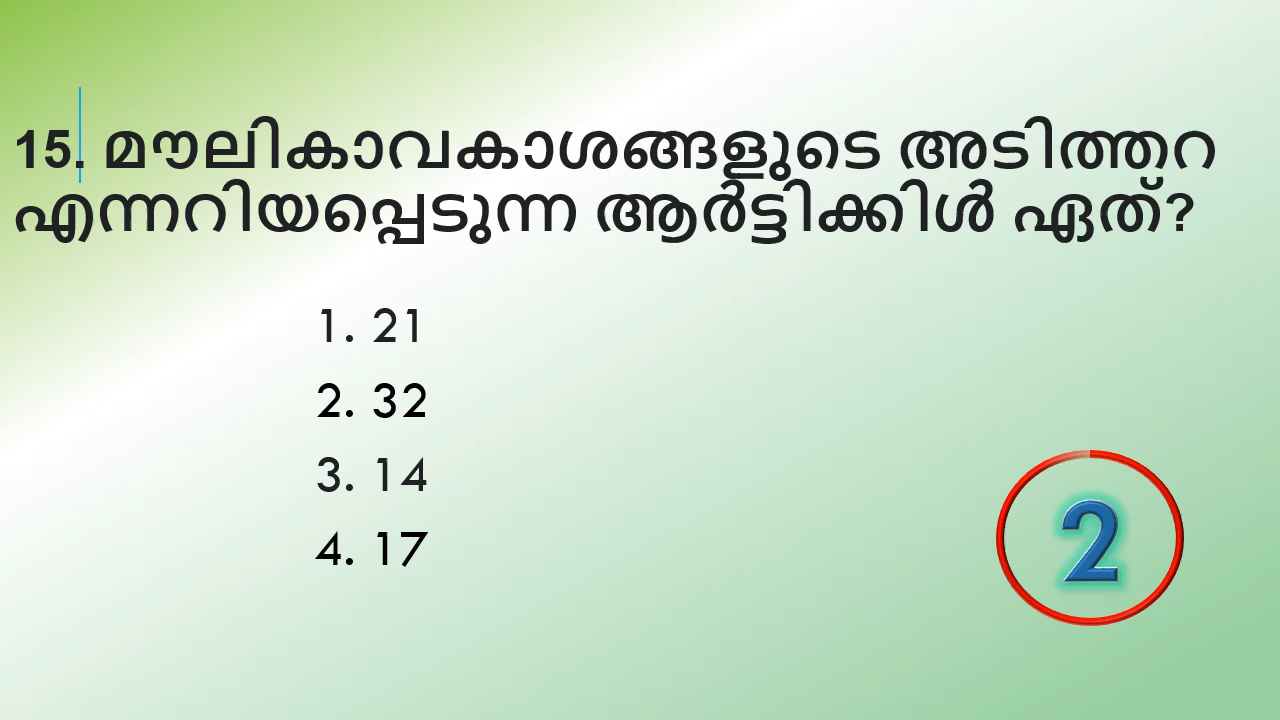 15. മൗലികാവകാശങ്ങളുടെ അടിത്തറ
എന്നറിയപ്പെടുന്ന ആർട്ടിക്കിൾ ഏത്?
1. 21
2. 32
3. 14
4. 17
2